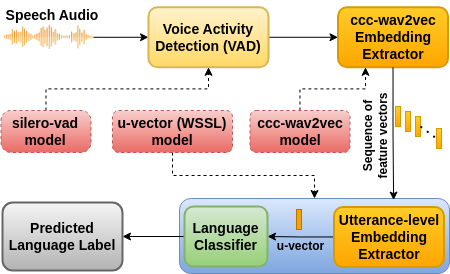 Speech Audio
Voice Activity
Detection (VAD)
ccc-wav2vec
Embedding
Extractor
silero-vad
model
u-vector (WSSL)
model
ccc-wav2vec
model
Sequence of
feature vectors
Predicted
Language Label
Language
Classifier
u-vector
Utterance-level
Embedding
Extractor